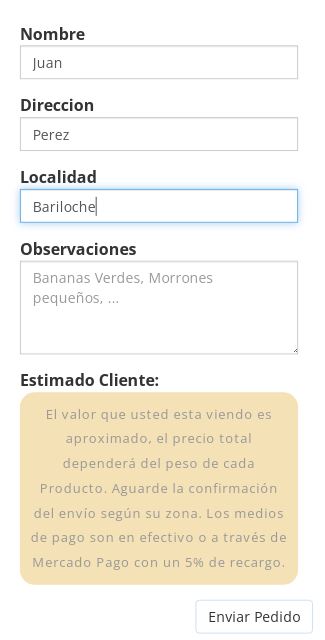 Nombre
Juan
Direccion
Perez
Localidad
Bariloche
Observaciones
Bananas Verdes, Morrones
pequeños, ...
Estimado Cliente:
El valor que usted esta viendo es
aproximado, el precio total
dependerá del peso de cada
Producto. Aguarde la confirmación
del envío según su zona. Los medios
de pago son en efectivo o a través de
Mercado Pago con un 5% de recargo.
Enviar Pedido